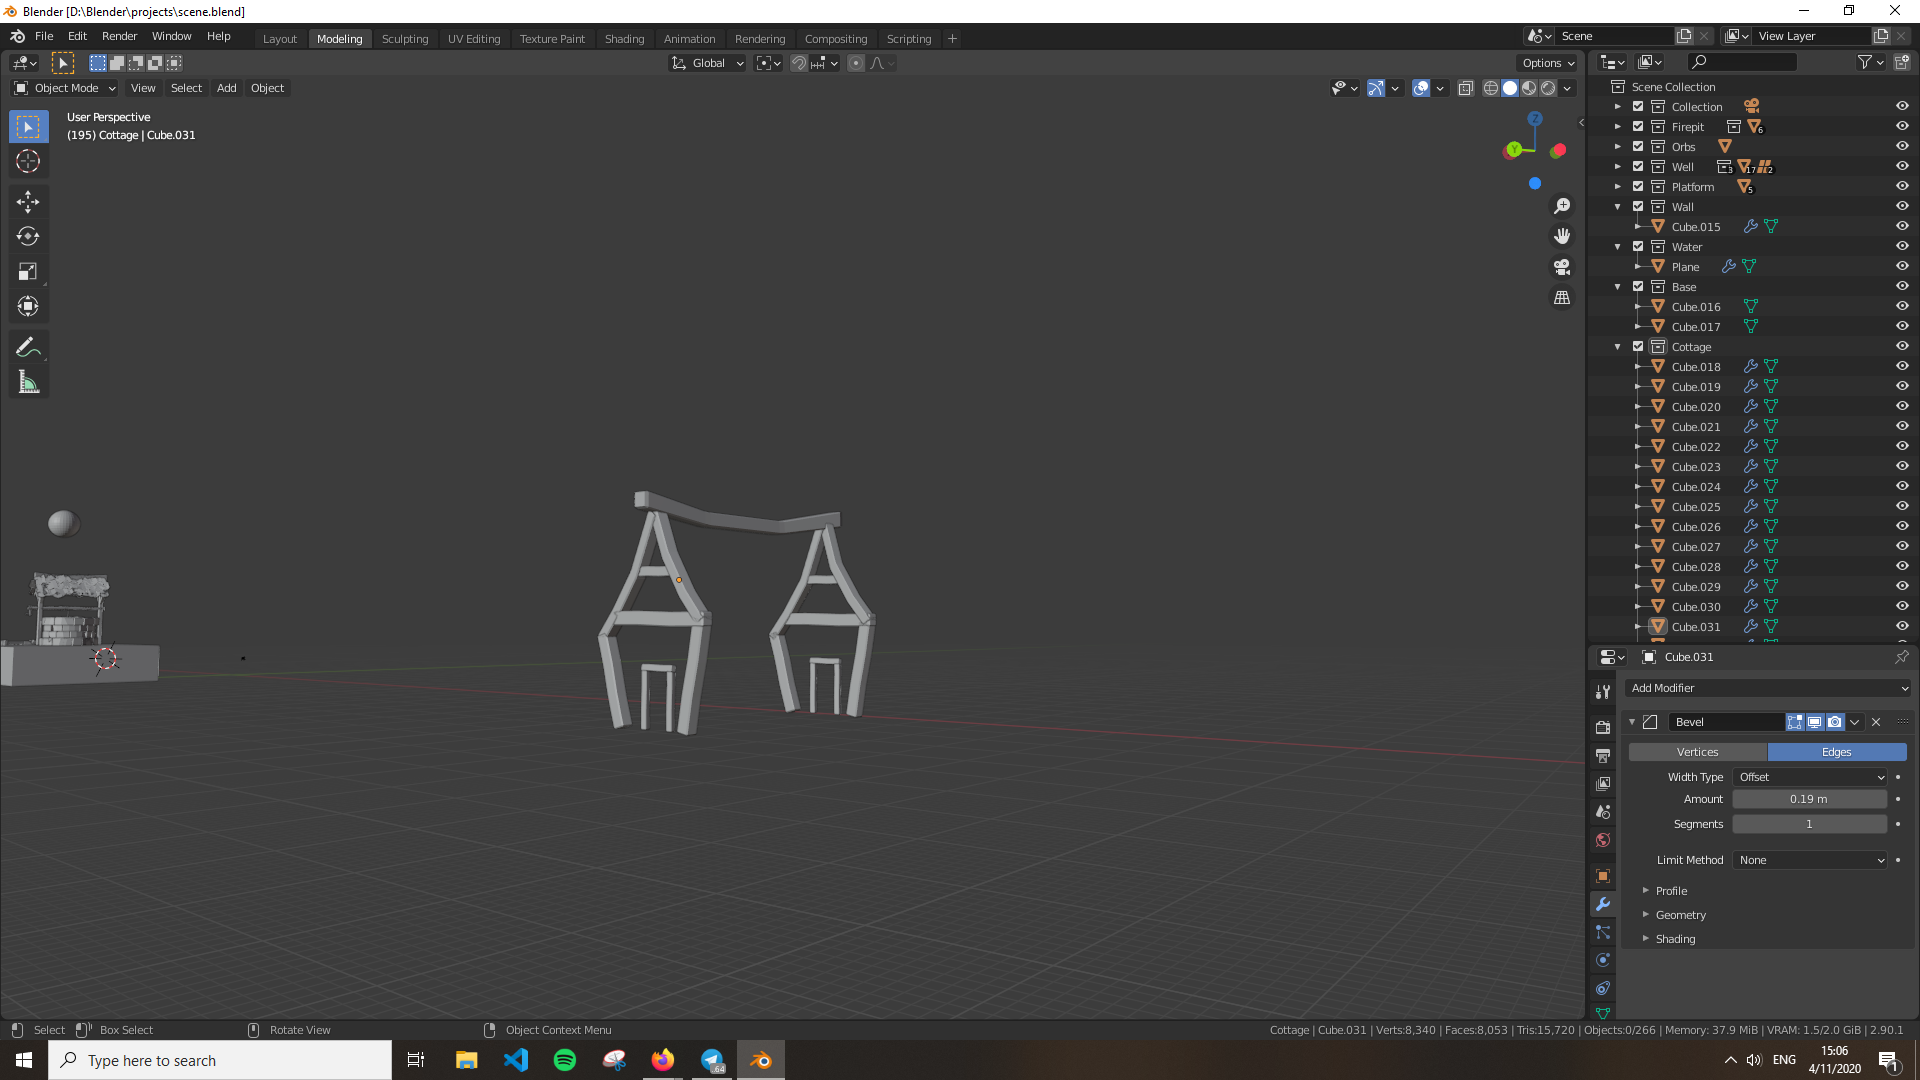 Blender [D:\Blender\projects\scene.blend]
File Edit Render Window Help
Layout Modeling Sculpting UV Editing Texture Paint Shading Animation Rendering Compositing Scripting +
Scene
View Layer
Global
Options
Object Mode View Select Add Object
User Perspective
(195) Cottage | Cube.031
Z
Y
Scene Collection
Collection
Firepit 6
Orbs
Well 3 17 2
Platform 5
Wall
Cube.015
Water
Plane
Base
Cube.016
Cube.017
Cottage
Cube.018
Cube.019
Cube.020
Cube.021
Cube.022
Cube.023
Cube.024
Cube.025
Cube.026
Cube.027
Cube.028
Cube.029
Cube.030
Cube.031
Cube.031
Add Modifier
Bevel
Vertices Edges
Width Type Offset
Amount 0.19 m
Segments 1
Limit Method None
Profile
Geometry
Shading
Select Box Select Rotate View Object Context Menu
Cottage | Cube.031 | Verts:8,340 | Faces:8,053 | Tris:15,720 | Objects:0/266 | Memory: 37.9 MiB | VRAM: 1.5/2.0 GiB | 2.90.1
Type here to search
.64
ENG
15:06
4/11/2020
1